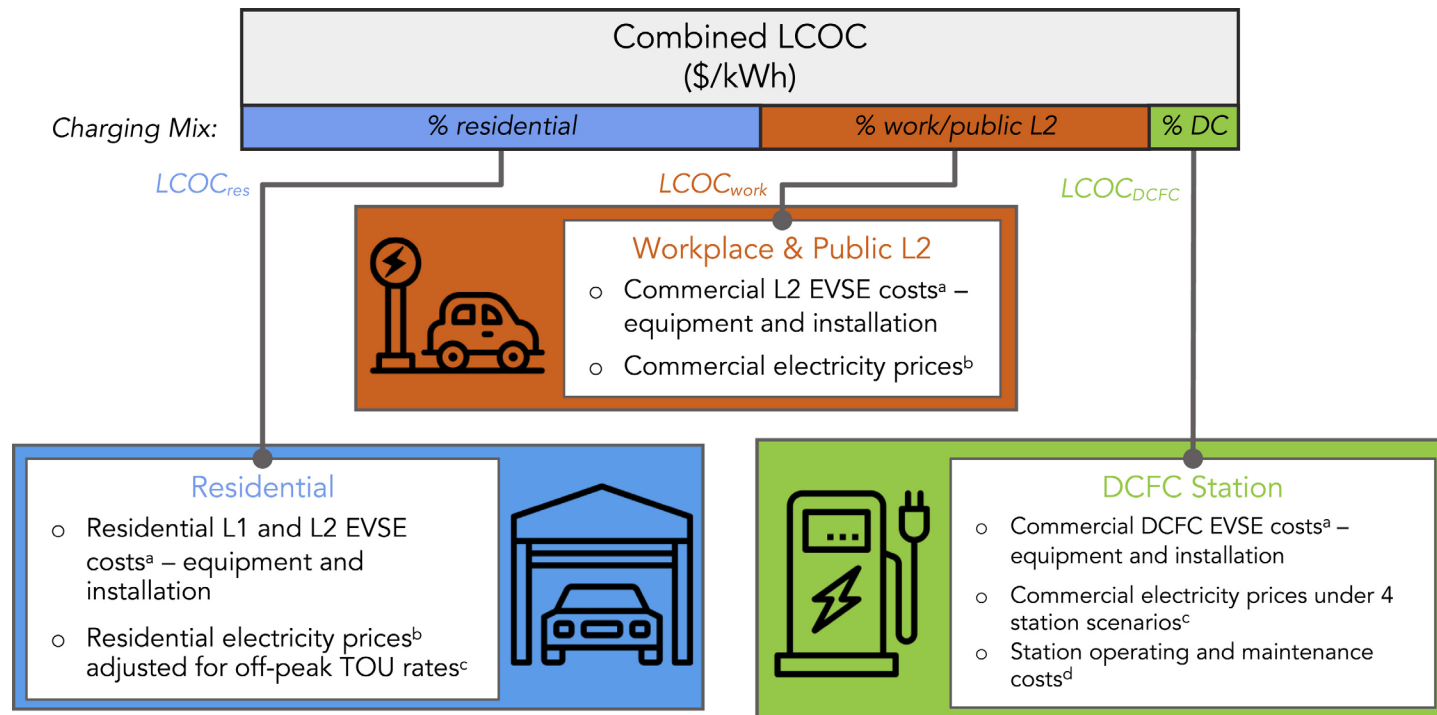 Combined LCOC
($/kWh)
Charging Mix:
% residential
% work/public L2
% DC
LCOCres
LCOCwork
LCOCDCFC
Workplace & Public L2
o Commercial L2 EVSE costsᵃ –
equipment and installation
o Commercial electricity pricesᵇ
Residential
o Residential L1 and L2 EVSE
costsᵃ – equipment and
installation
o Residential electricity pricesᵇ
adjusted for off-peak TOU ratesᶜ
DCFC Station
o Commercial DCFC EVSE costsᵃ –
equipment and installation
o Commercial electricity prices under 4
station scenariosᶜ
o Station operating and maintenance
costsᵈ